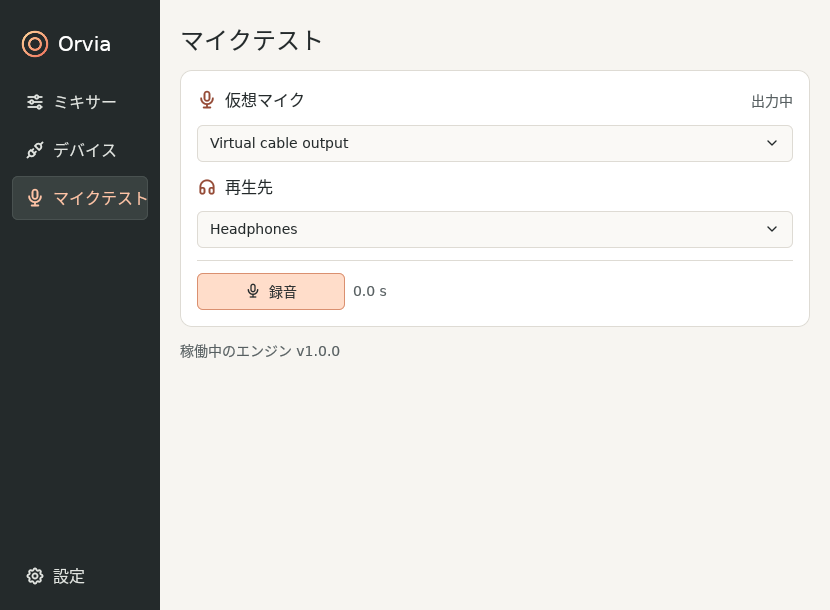 Orvia
ミキサー
デバイス
マイクテスト
設定
マイクテスト
仮想マイク
出力中
Virtual cable output
再生先
Headphones
録音
0.0 s
稼働中のエンジン v1.0.0